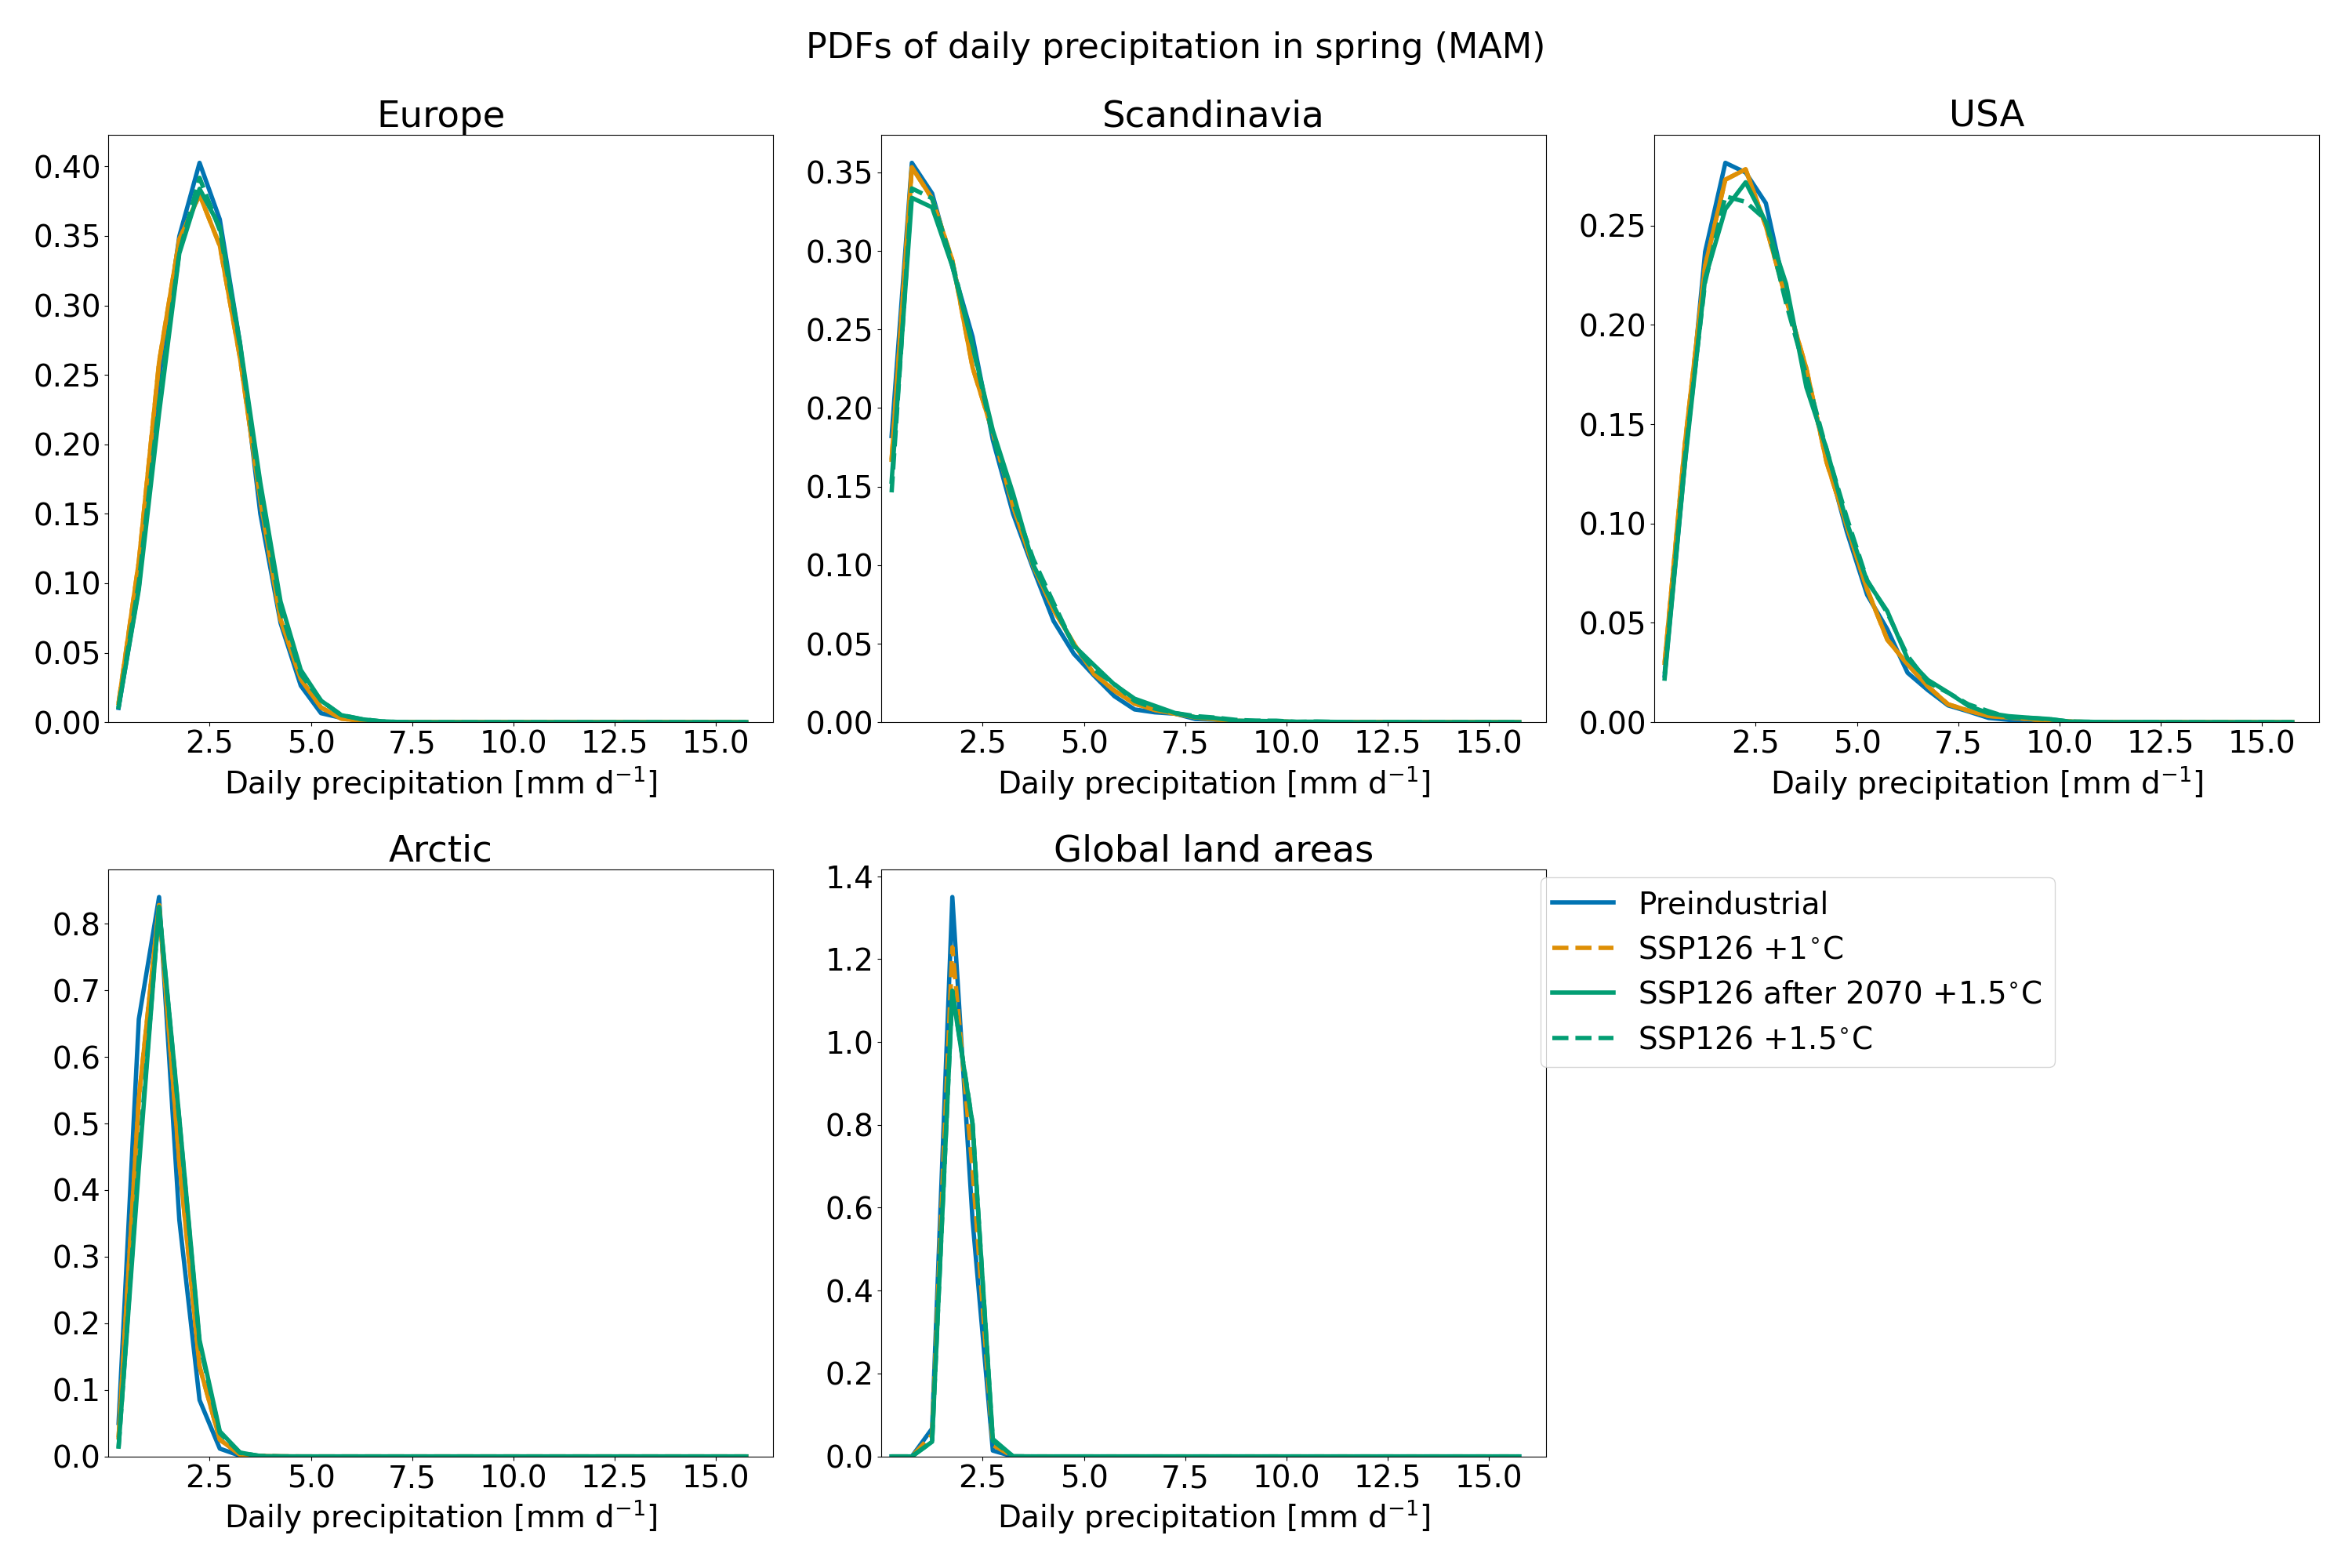 PDFs of daily precipitation in spring (MAM)
Europe
0.40
0.35
0.30
0.25
0.20
0.15
0.10
0.05
0.00
2.5 5.0 7.5 10.0 12.5 15.0
Daily precipitation [mm d⁻¹]
Scandinavia
0.35
0.30
0.25
0.20
0.15
0.10
0.05
0.00
2.5 5.0 7.5 10.0 12.5 15.0
Daily precipitation [mm d⁻¹]
USA
0.25
0.20
0.15
0.10
0.05
0.00
2.5 5.0 7.5 10.0 12.5 15.0
Daily precipitation [mm d⁻¹]
Arctic
0.8
0.7
0.6
0.5
0.4
0.3
0.2
0.1
0.0
2.5 5.0 7.5 10.0 12.5 15.0
Daily precipitation [mm d⁻¹]
Global land areas
1.4
1.2
1.0
0.8
0.6
0.4
0.2
0.0
2.5 5.0 7.5 10.0 12.5 15.0
Daily precipitation [mm d⁻¹]
Preindustrial
SSP126 +1°C
SSP126 after 2070 +1.5°C
SSP126 +1.5°C